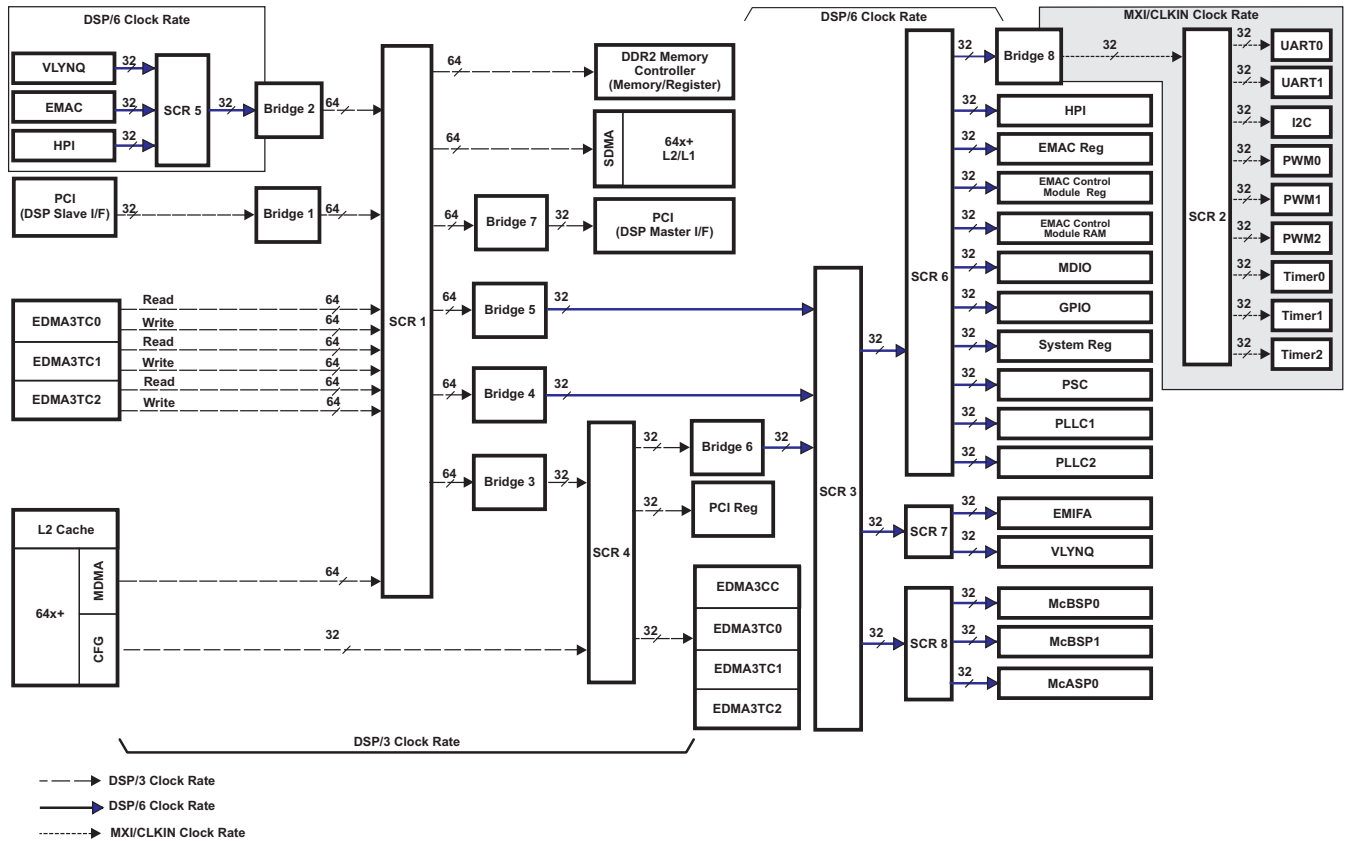 DSP/6 Clock Rate
VLYNQ
32
EMAC
32
HPI
32
SCR 5
32
Bridge 2
64
PCI
(DSP Slave I/F)
32
Bridge 1
64
EDMA3TC0
EDMA3TC1
EDMA3TC2
Read
64
Write
64
Read
64
Write
64
Read
64
Write
64
L2 Cache
64x+
MDMA
CFG
64
32
SCR 1
64
DDR2 Memory
Controller
(Memory/Register)
64
SDMA
64x+
L2/L1
64
Bridge 7
32
PCI
(DSP Master I/F)
64
Bridge 5
32
64
Bridge 4
32
64
Bridge 3
32
SCR 4
32
Bridge 6
32
32
PCI Reg
32
EDMA3CC
EDMA3TC0
EDMA3TC1
EDMA3TC2
SCR 3
32
32
32
DSP/6 Clock Rate
SCR 6
32
Bridge 8
32
32
HPI
32
EMAC Reg
32
EMAC Control
Module Reg
32
EMAC Control
Module RAM
32
MDIO
32
GPIO
32
System Reg
32
PSC
32
PLLC1
32
PLLC2
SCR 7
32
EMIFA
32
VLYNQ
SCR 8
32
McBSP0
32
McBSP1
32
McASP0
MXI/CLKIN Clock Rate
SCR 2
32
UART0
32
UART1
32
I2C
32
PWM0
32
PWM1
32
PWM2
32
Timer0
32
Timer1
32
Timer2
DSP/3 Clock Rate
DSP/3 Clock Rate
DSP/6 Clock Rate
MXI/CLKIN Clock Rate